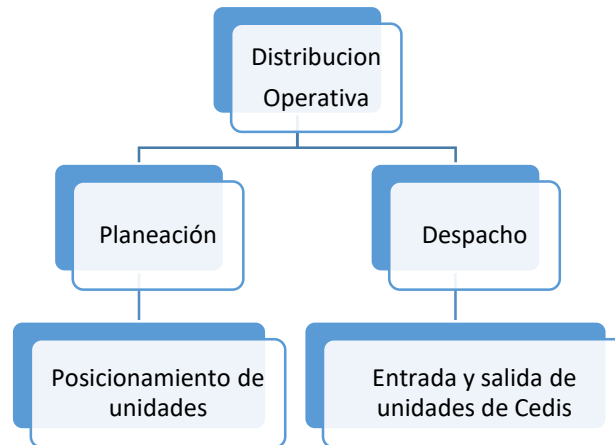 Distribucion
Operativa
Planeación
Despacho
Posicionamiento de
unidades
Entrada y salida de
unidades de Cedis